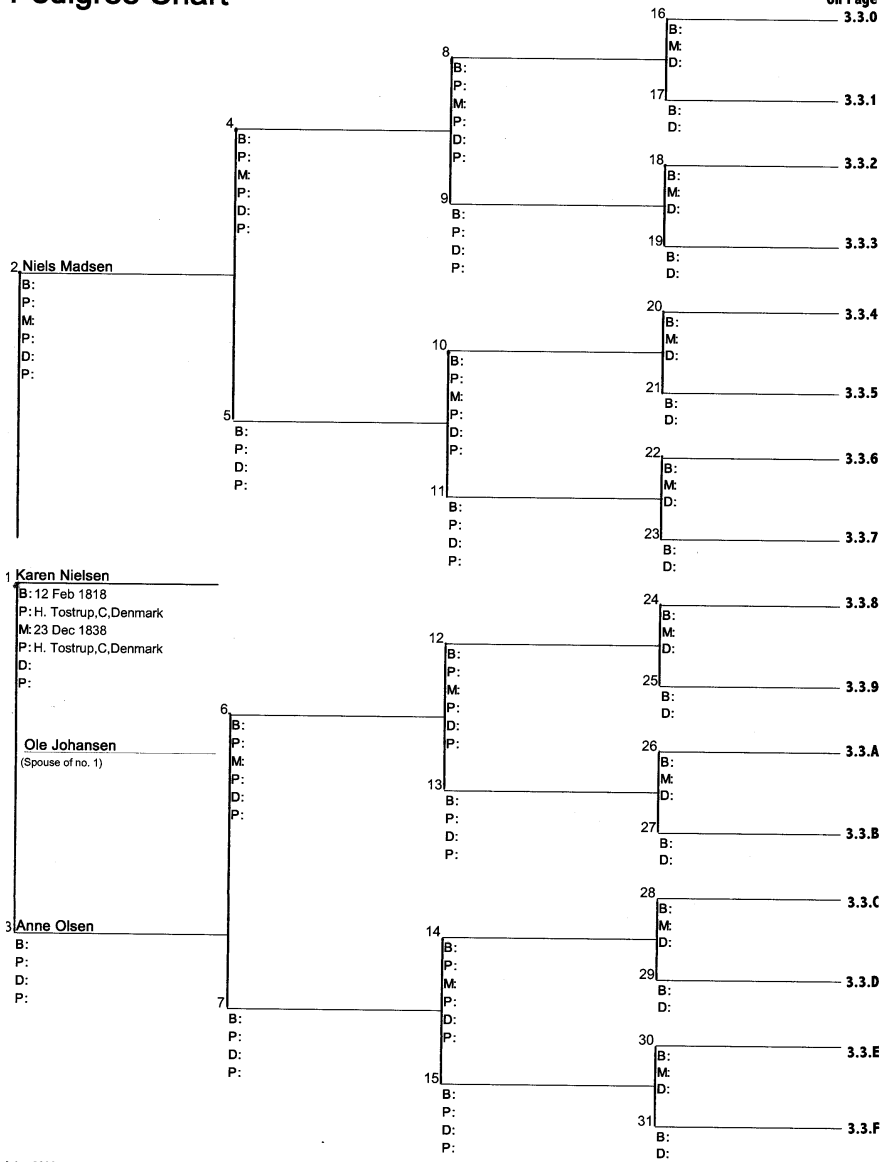 Pedigree Chart
on Page
1 Karen Nielsen
B: 12 Feb 1818
P: H. Tostrup,C,Denmark
M: 23 Dec 1838
P: H. Tostrup,C,Denmark
D:
P:
Ole Johansen
(Spouse of no. 1)
2 Niels Madsen
B:
P:
M:
P:
D:
P:
3 Anne Olsen
B:
P:
D:
P:
4
B:
P:
M:
P:
D:
P:
5
B:
P:
D:
P:
6
B:
P:
M:
P:
D:
P:
7
B:
P:
D:
P:
8
B:
P:
M:
P:
D:
P:
9
B:
P:
D:
P:
10
B:
P:
M:
P:
D:
P:
11
B:
P:
D:
P:
12
B:
P:
M:
P:
D:
P:
13
B:
P:
D:
P:
14
B:
P:
M:
P:
D:
P:
15
B:
P:
D:
P:
16 3.3.0
B:
M:
D:
17 3.3.1
B:
D:
18 3.3.2
B:
M:
D:
19 3.3.3
B:
D:
20 3.3.4
B:
M:
D:
21 3.3.5
B:
D:
22 3.3.6
B:
M:
D:
23 3.3.7
B:
D:
24 3.3.8
B:
M:
D:
25 3.3.9
B:
D:
26 3.3.A
B:
M:
D:
27 3.3.B
B:
D:
28 3.3.C
B:
M:
D:
29 3.3.D
B:
D:
30 3.3.E
B:
M:
D:
31 3.3.F
B:
D: